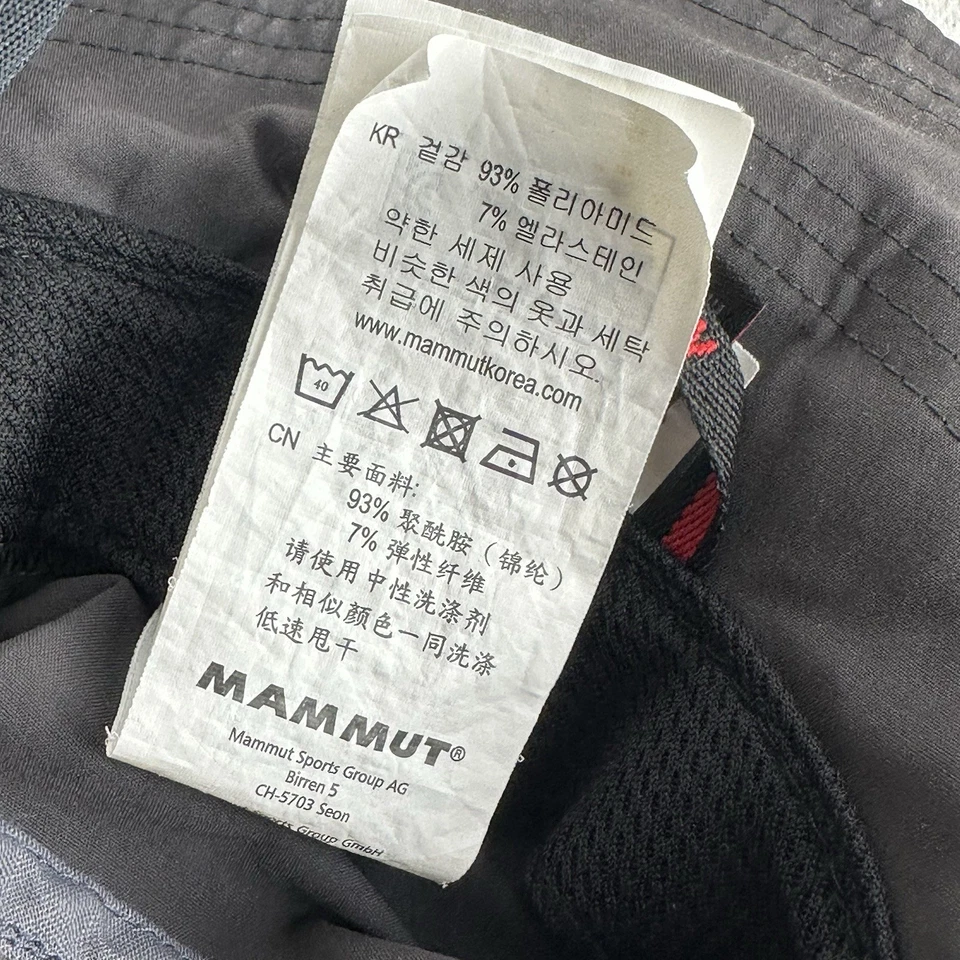 KR 겉감 93% 폴리아미드
7% 엘라스테인
약한 세제 사용
비슷한 색의 옷과 세탁
취급에 주의하시오.
www.mammutkorea.com
40
CN 主要面料:
93% 聚酰胺（锦纶）
7% 弹性纤维
请使用中性洗涤剂
和相似颜色一同洗涤
低速甩干
MAMMUT®
Mammut Sports Group AG
Birren 5
CH-5703 Seon
Group GmbH